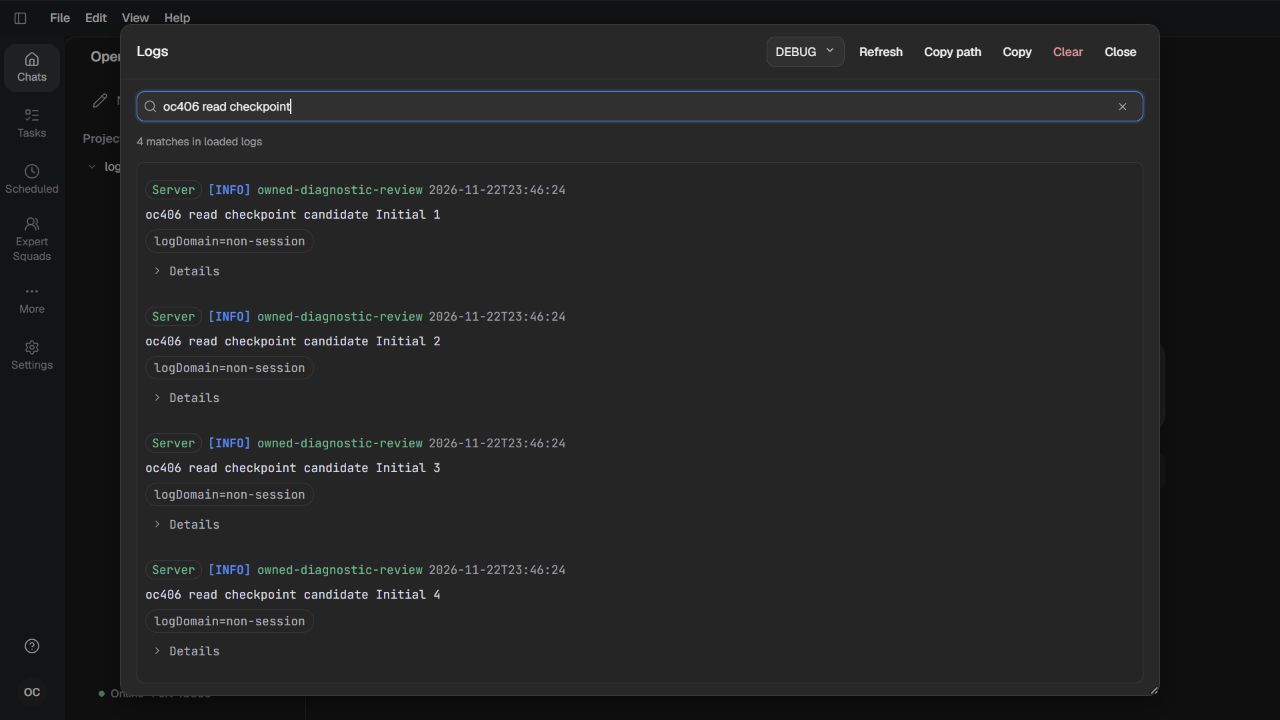 File Edit View Help
Logs
DEBUG Refresh Copy path Copy Clear Close
Chats
Tasks
Scheduled
Expert
Squads
More
Settings
OC
oc406 read checkpoint
4 matches in loaded logs
Server [INFO] owned-diagnostic-review 2026-11-22T23:46:24
oc406 read checkpoint candidate Initial 1
logDomain=non-session
Details
Server [INFO] owned-diagnostic-review 2026-11-22T23:46:24
oc406 read checkpoint candidate Initial 2
logDomain=non-session
Details
Server [INFO] owned-diagnostic-review 2026-11-22T23:46:24
oc406 read checkpoint candidate Initial 3
logDomain=non-session
Details
Server [INFO] owned-diagnostic-review 2026-11-22T23:46:24
oc406 read checkpoint candidate Initial 4
logDomain=non-session
Details